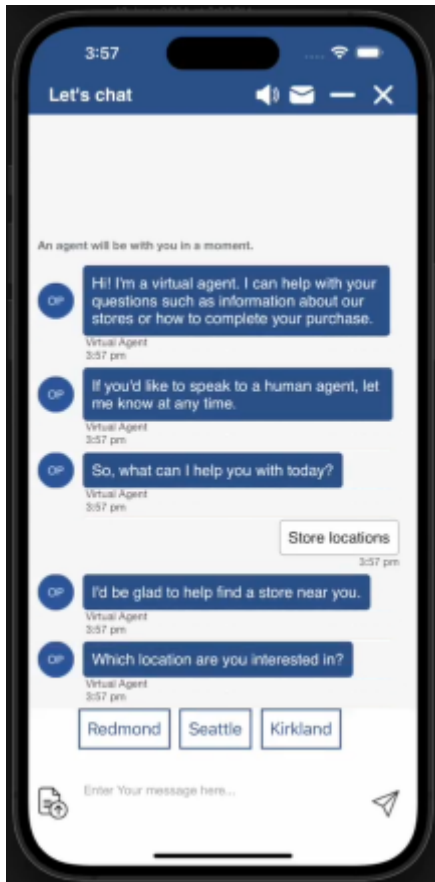 3:57
Let's chat
An agent will be with you in a moment.
OP
Hi! I'm a virtual agent. I can help with your
questions such as information about our
stores or how to complete your purchase.
Virtual Agent
3:57 pm
OP
If you'd like to speak to a human agent, let
me know at any time.
Virtual Agent
3:57 pm
OP
So, what can I help you with today?
Virtual Agent
3:57 pm
Store locations
3:57 pm
OP
I'd be glad to help find a store near you.
Virtual Agent
3:57 pm
OP
Which location are you interested in?
Virtual Agent
3:57 pm
Redmond Seattle Kirkland
Enter Your message here...